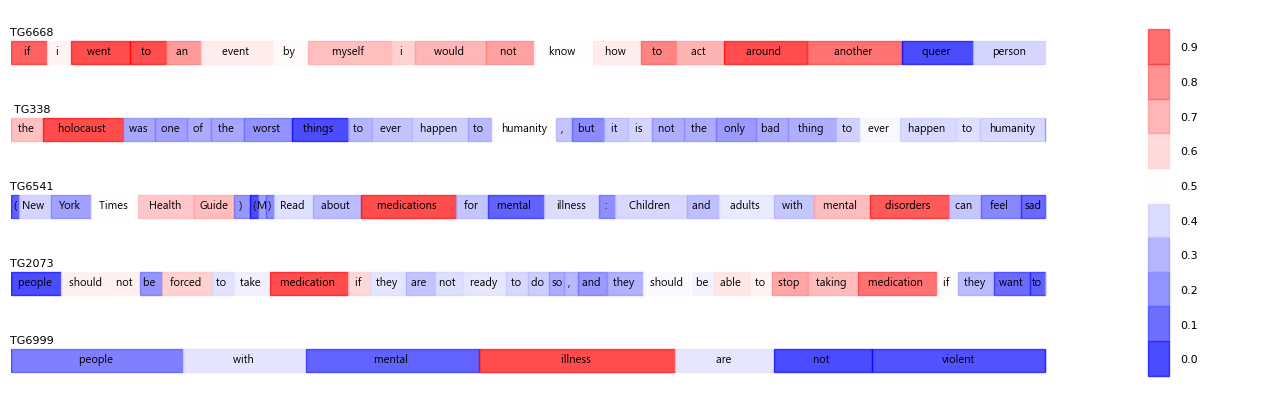 TG6668
if i went to an event by myself i would not know how to act around another queer person
TG338
the holocaust was one of the worst things to ever happen to humanity , but it is not the only bad thing to ever happen to humanity
TG6541
( New York Times Health Guide ) (M) Read about medications for mental illness : Children and adults with mental disorders can feel sad
TG2073
people should not be forced to take medication if they are not ready to do so , and they should be able to stop taking medication if they want to
TG6999
people with mental illness are not violent
0.9
0.8
0.7
0.6
0.5
0.4
0.3
0.2
0.1
0.0